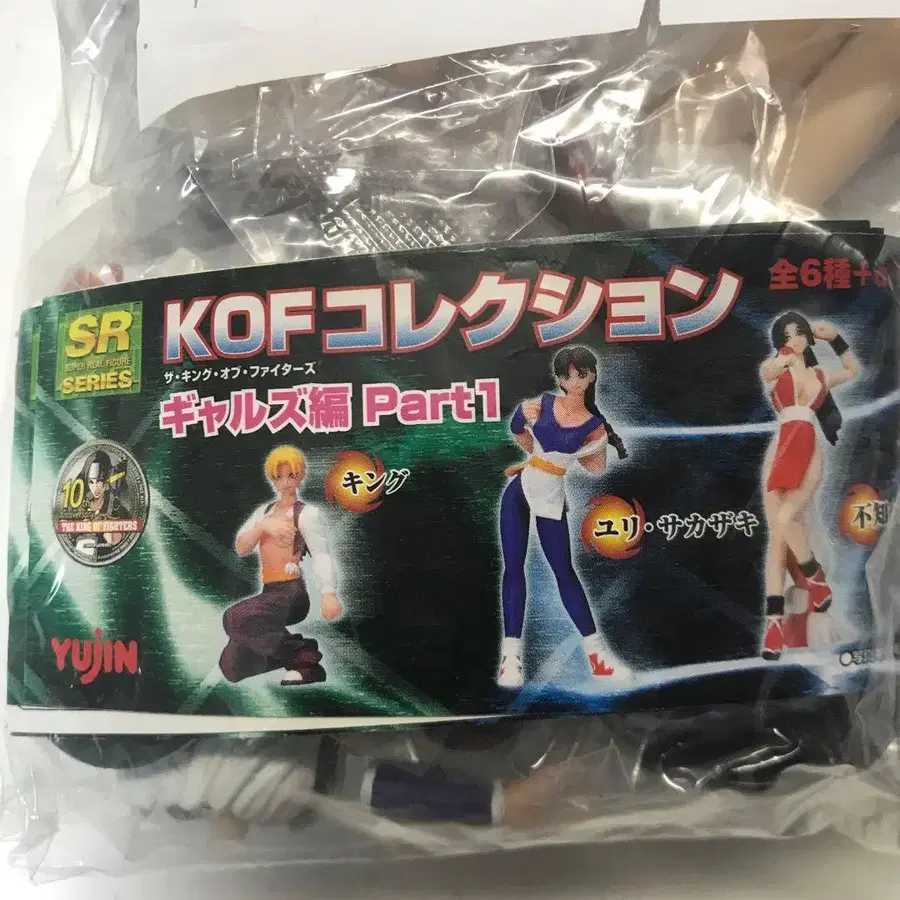 SR
SUPER REAL FIGURE
SERIES
KOFコレクション
全6種+α
ザ・キング・オブ・ファイターズ
ギャルズ編 Part1
キング
ユリ・サカザキ
不知
10
THE KING OF FIGHTERS
YUJIN